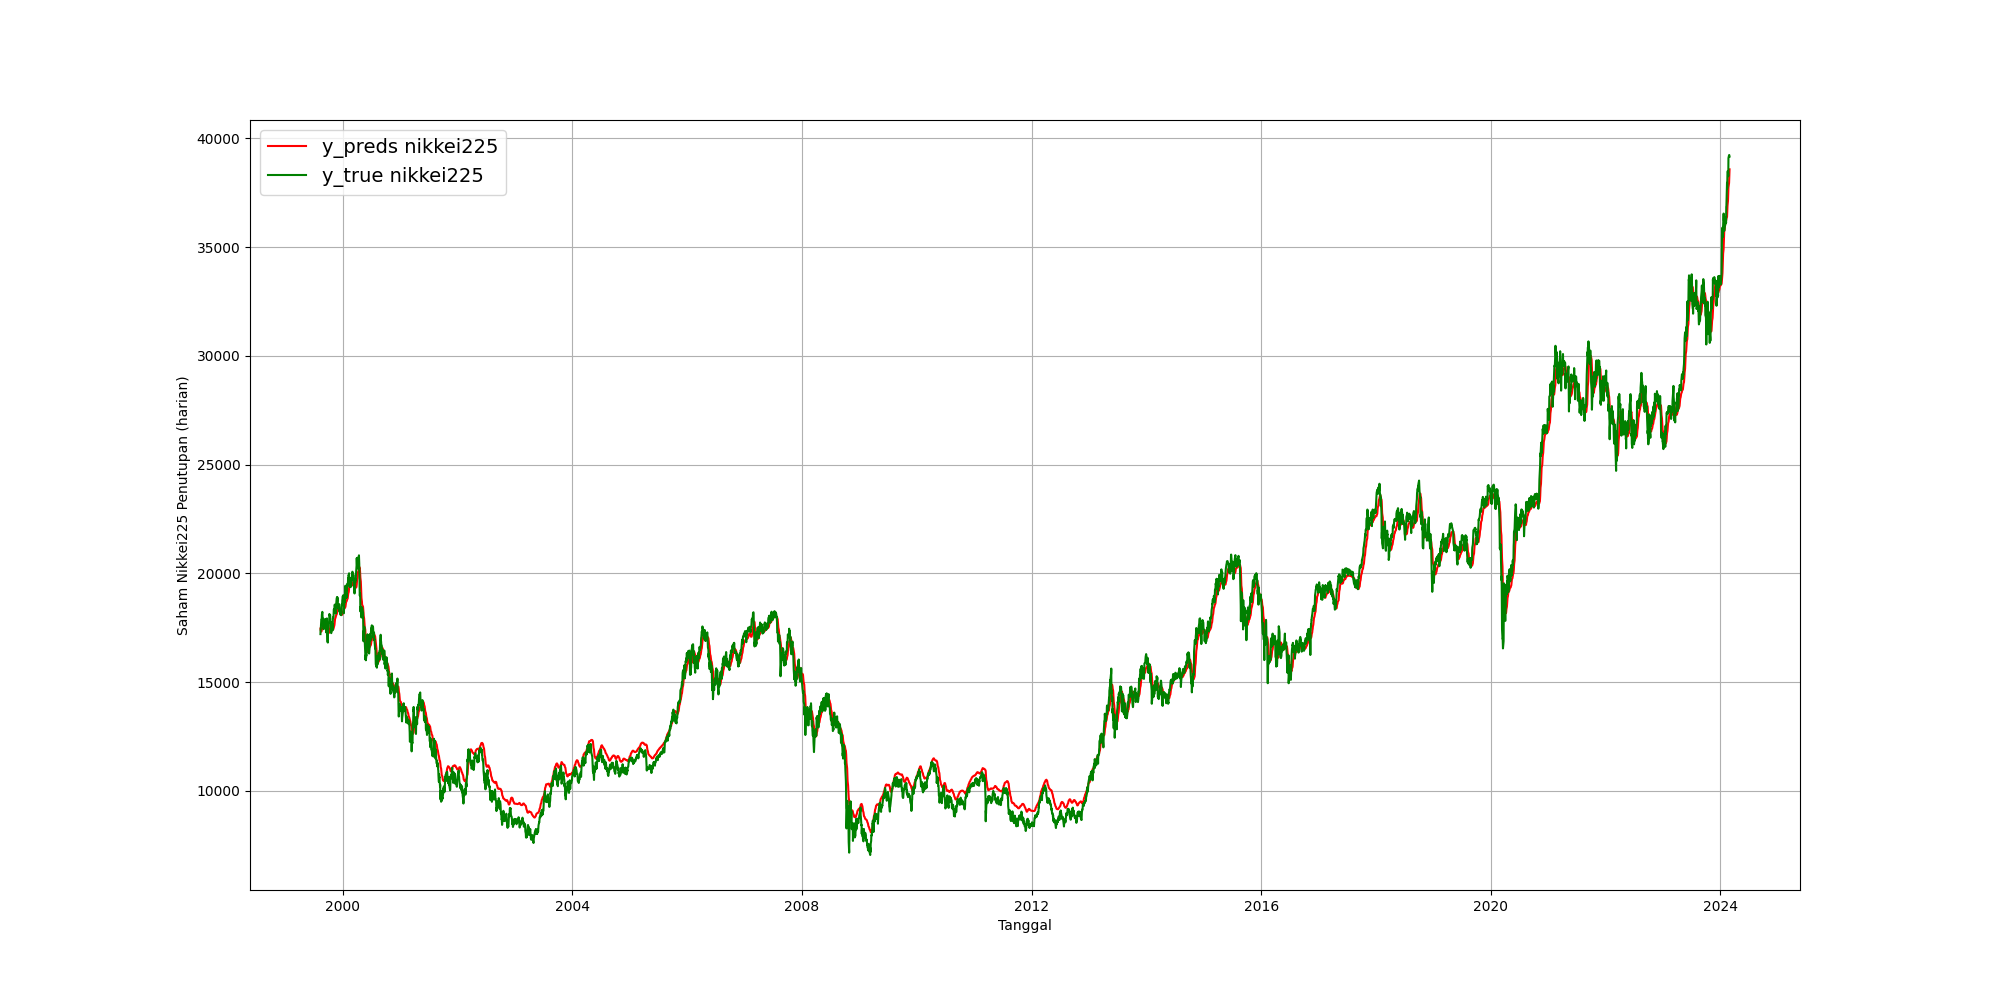 y_preds nikkei225
y_true nikkei225
40000
35000
30000
25000
20000
15000
10000
Saham Nikkei225 Penutupan (harian)
2000 2004 2008 2012 2016 2020 2024
Tanggal